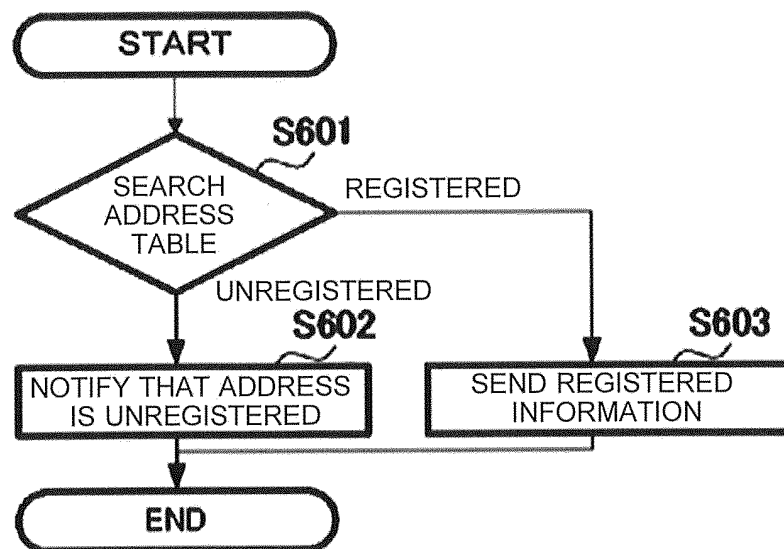 START
S601
SEARCH
ADDRESS
TABLE
REGISTERED
UNREGISTERED
S602
NOTIFY THAT ADDRESS
IS UNREGISTERED
S603
SEND REGISTERED
INFORMATION
END